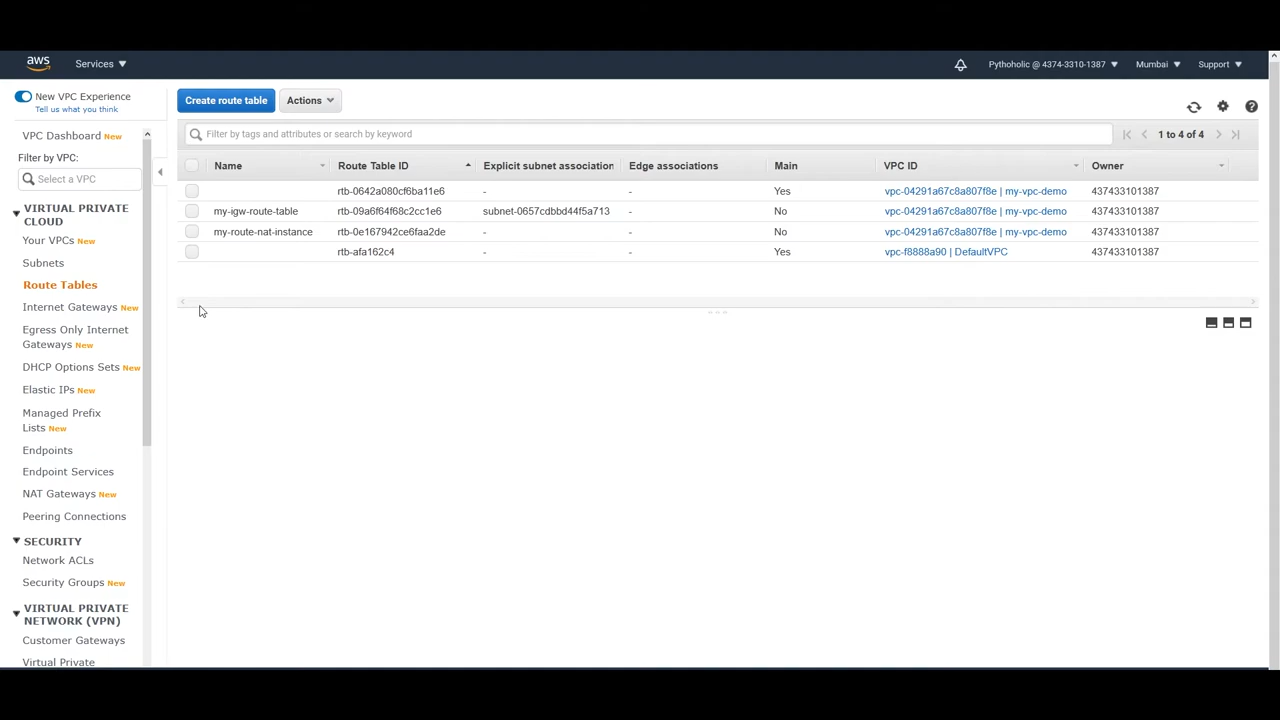 aws
Services
Pythoholic @ 4374-3310-1387
Mumbai
Support
New VPC Experience
Tell us what you think
VPC Dashboard New
Filter by VPC:
Select a VPC
VIRTUAL PRIVATE
CLOUD
Your VPCs New
Subnets
Route Tables
Internet Gateways New
Egress Only Internet
Gateways New
DHCP Options Sets New
Elastic IPs New
Managed Prefix
Lists New
Endpoints
Endpoint Services
NAT Gateways New
Peering Connections
SECURITY
Network ACLs
Security Groups New
VIRTUAL PRIVATE
NETWORK (VPN)
Customer Gateways
Virtual Private
Create route table
Actions
Filter by tags and attributes or search by keyword
1 to 4 of 4
Name Route Table ID Explicit subnet association Edge associations Main VPC ID Owner
rtb-0642a080cf6ba11e6 - - Yes vpc-04291a67c8a807f8e | my-vpc-demo 437433101387
my-igw-route-table rtb-09a6f64f68c2cc1e6 subnet-0657cdbbd44f5a713 - No vpc-04291a67c8a807f8e | my-vpc-demo 437433101387
my-route-nat-instance rtb-0e167942ce6faa2de - - No vpc-04291a67c8a807f8e | my-vpc-demo 437433101387
rtb-afa162c4 - - Yes vpc-f8888a90 | DefaultVPC 437433101387